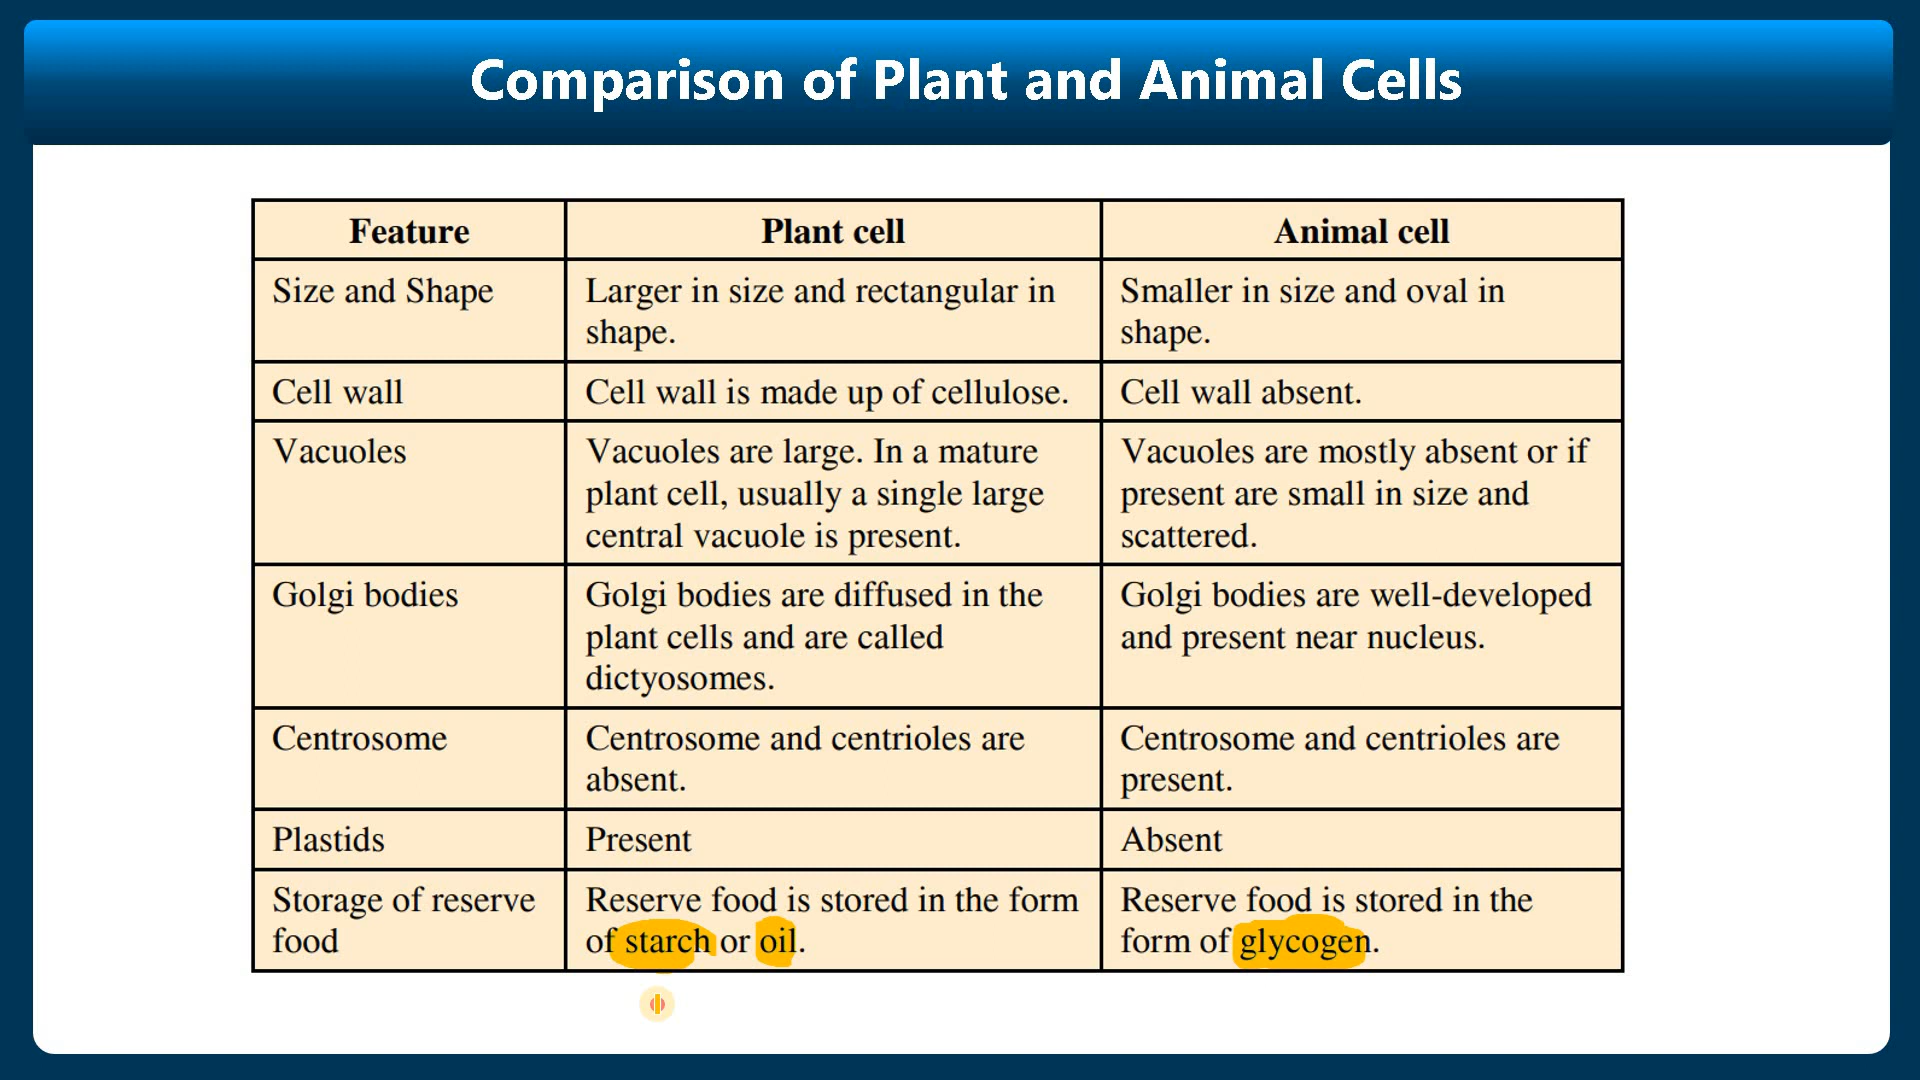 Comparison of Plant and Animal Cells
Feature
Plant cell
Animal cell
Size and Shape
Larger in size and rectangular in
shape.
Smaller in size and oval in
shape.
Cell wall
Cell wall is made up of cellulose.
Cell wall absent.
Vacuoles
Vacuoles are large. In a mature
plant cell, usually a single large
central vacuole is present.
Vacuoles are mostly absent or if
present are small in size and
scattered.
Golgi bodies
Golgi bodies are diffused in the
plant cells and are called
dictyosomes.
Golgi bodies are well-developed
and present near nucleus.
Centrosome
Centrosome and centrioles are
absent.
Centrosome and centrioles are
present.
Plastids
Present
Absent
Storage of reserve
food
Reserve food is stored in the form
of starch or oil.
Reserve food is stored in the
form of glycogen.